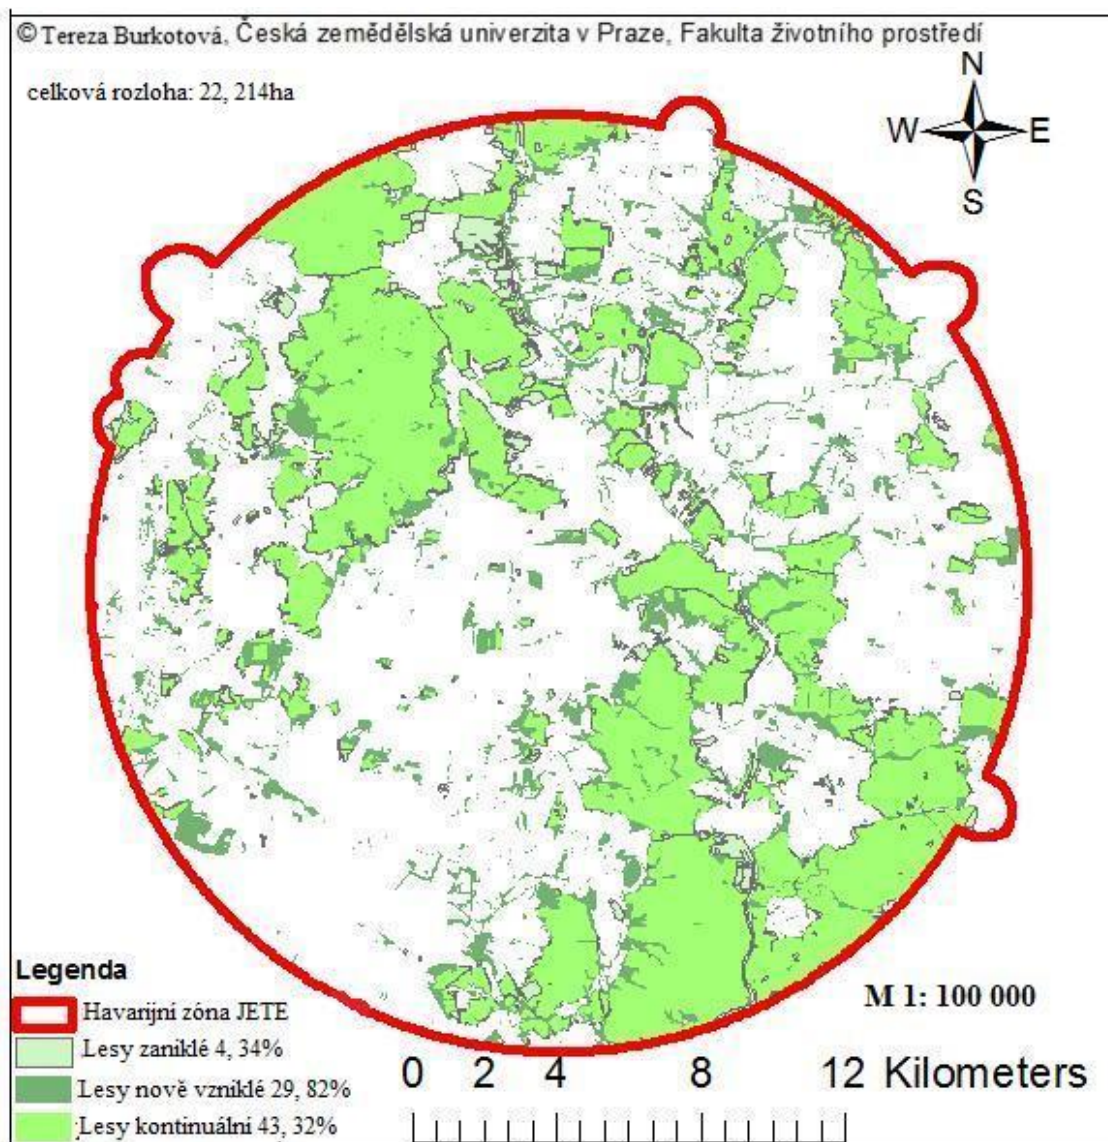 © Tereza Burkotová, Česká zemědělská univerzita v Praze, Fakulta životního prostředí
celková rozloha: 22, 214ha
N
W E
S
Legenda
Havarijní zóna JETE
Lesy zaniklé 4, 34%
Lesy nově vzniklé 29, 82%
Lesy kontinuální 43, 32%
M 1: 100 000
0 2 4 8 12 Kilometers